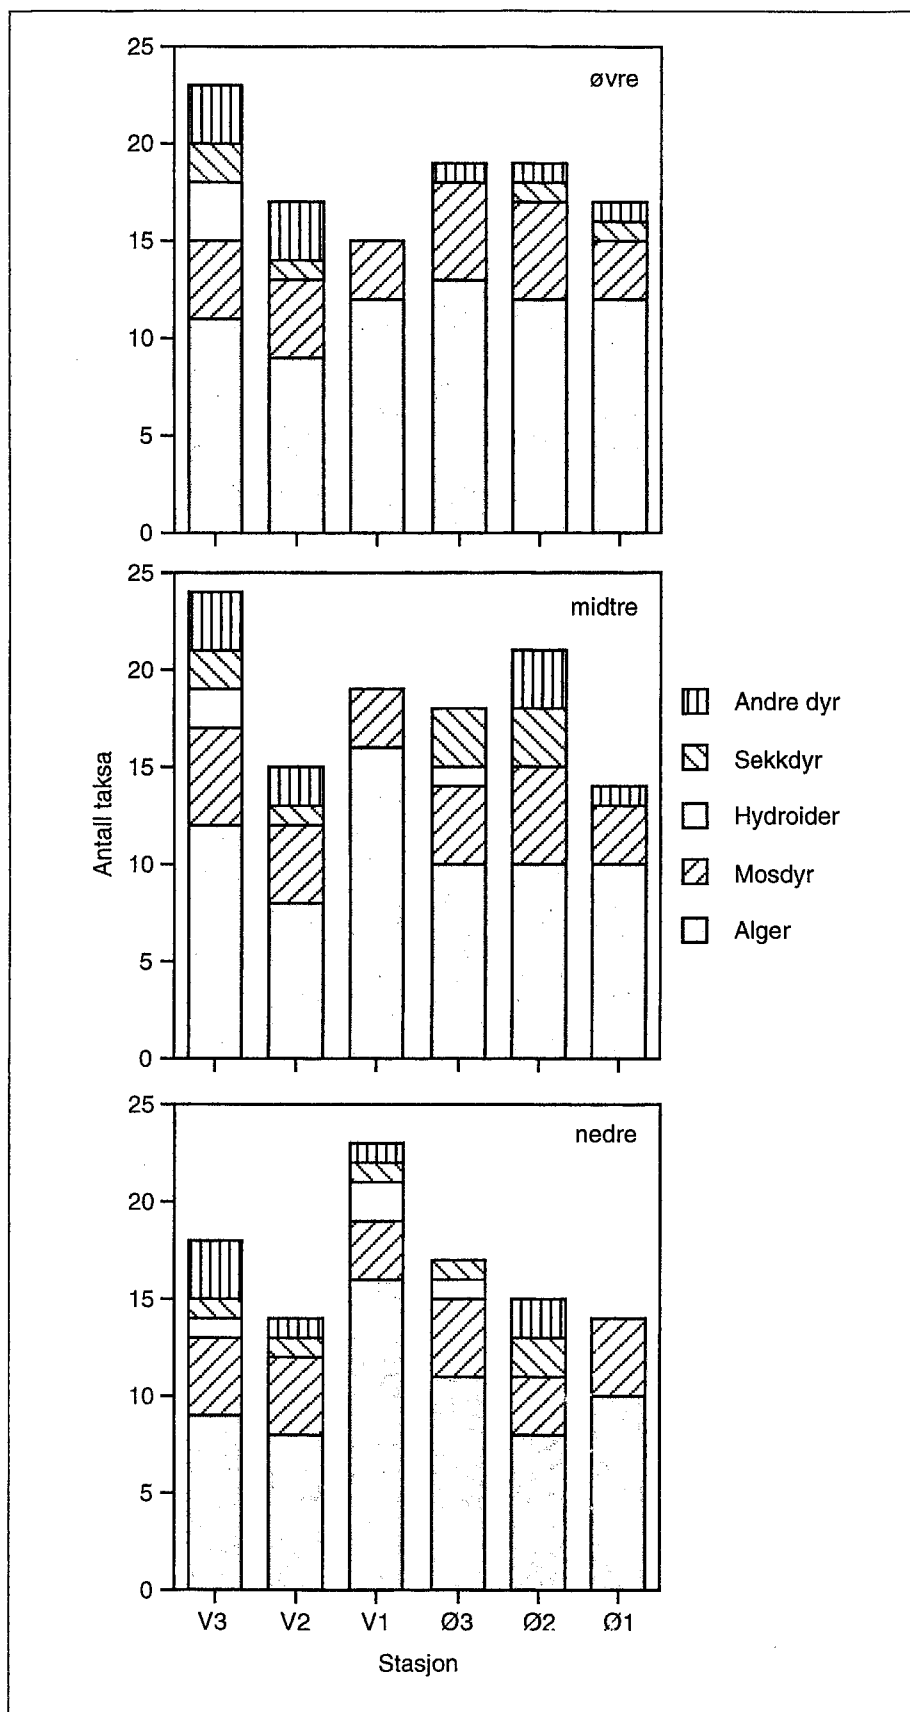 25
øvre
20
15
10
5
0
25
midtre
20
15
10
5
0
Antall taksa
Andre dyr
Sekkdyr
Hydroider
Mosdyr
Alger
25
nedre
20
15
10
5
0
V3 V2 V1 Ø3 Ø2 Ø1
Stasjon